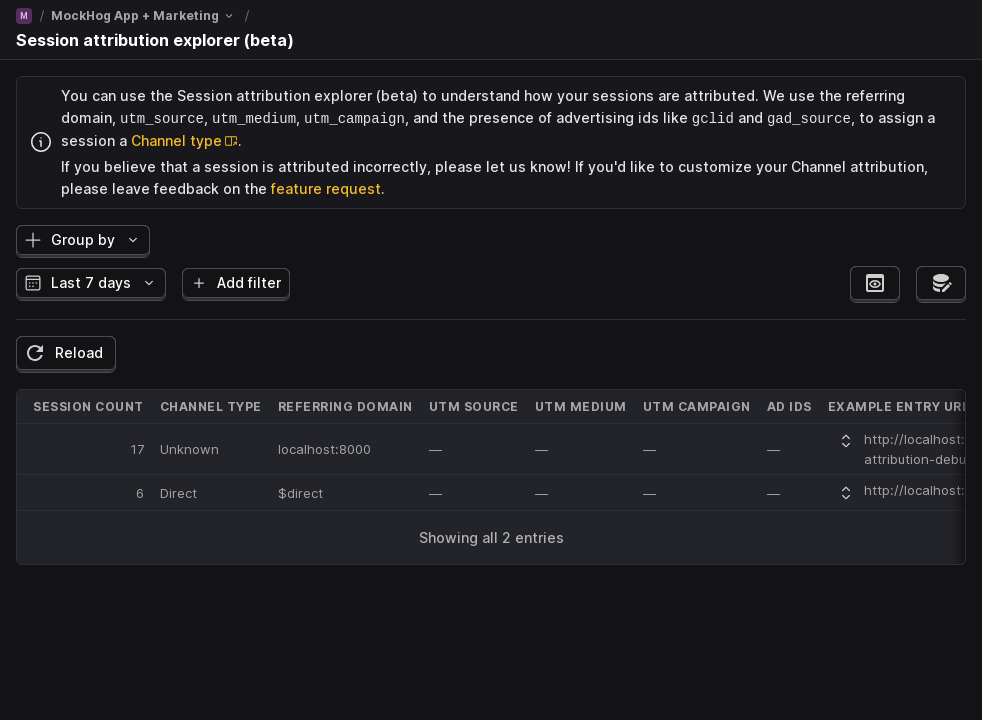 M / MockHog App + Marketing /
Session attribution explorer (beta)
You can use the Session attribution explorer (beta) to understand how your sessions are attributed. We use the referring
domain, utm_source, utm_medium, utm_campaign, and the presence of advertising ids like gclid and gad_source, to assign a
session a Channel type.
If you believe that a session is attributed incorrectly, please let us know! If you'd like to customize your Channel attribution,
please leave feedback on the feature request.
Group by
Last 7 days Add filter
Reload
SESSION COUNT CHANNEL TYPE REFERRING DOMAIN UTM SOURCE UTM MEDIUM UTM CAMPAIGN AD IDS EXAMPLE ENTRY
17 Unknown localhost:8000 — — — — http://localhost:
attribution-debu
6 Direct $direct — — — — http://localhost:
Showing all 2 entries